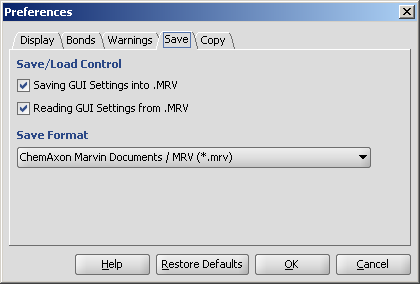 Preferences
Display Bonds Warnings Save Copy
Save/Load Control
Saving GUI Settings into .MRV
Reading GUI Settings from .MRV
Save Format
ChemAxon Marvin Documents / MRV (*.mrv)
Help Restore Defaults OK Cancel